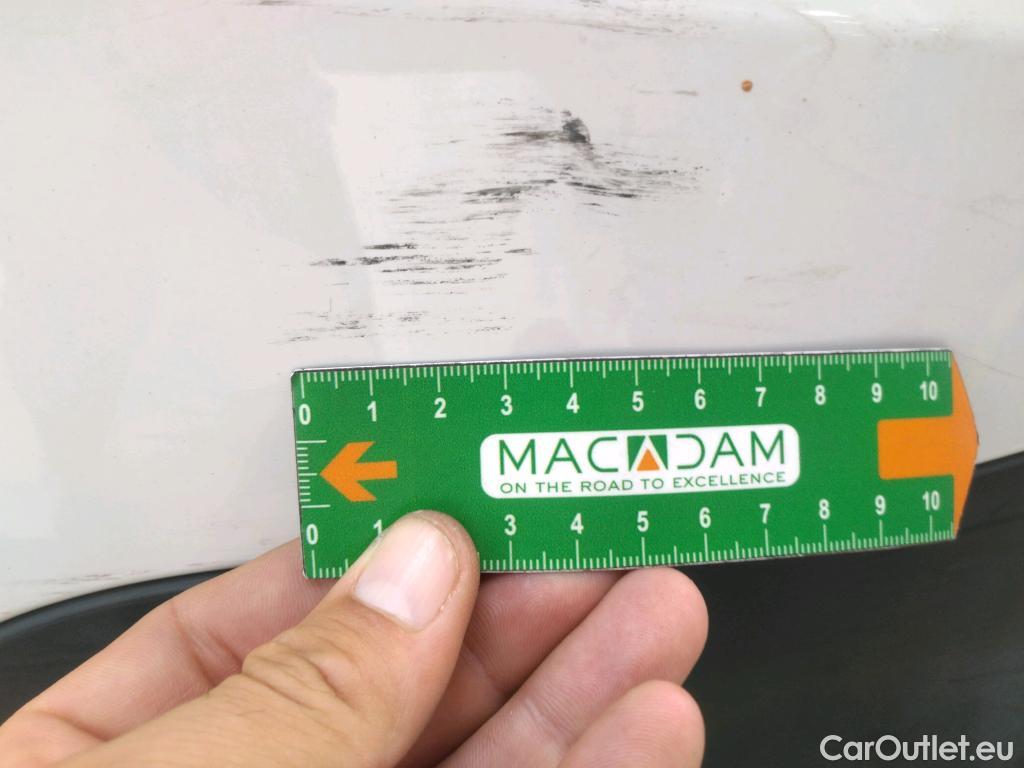 0 1 2 3 4 5 6 7 8 9 10
MACADAM
ON THE ROAD TO EXCELLENCE
0 1 3 4 5 6 7 8 9 10
CarOutlet.eu